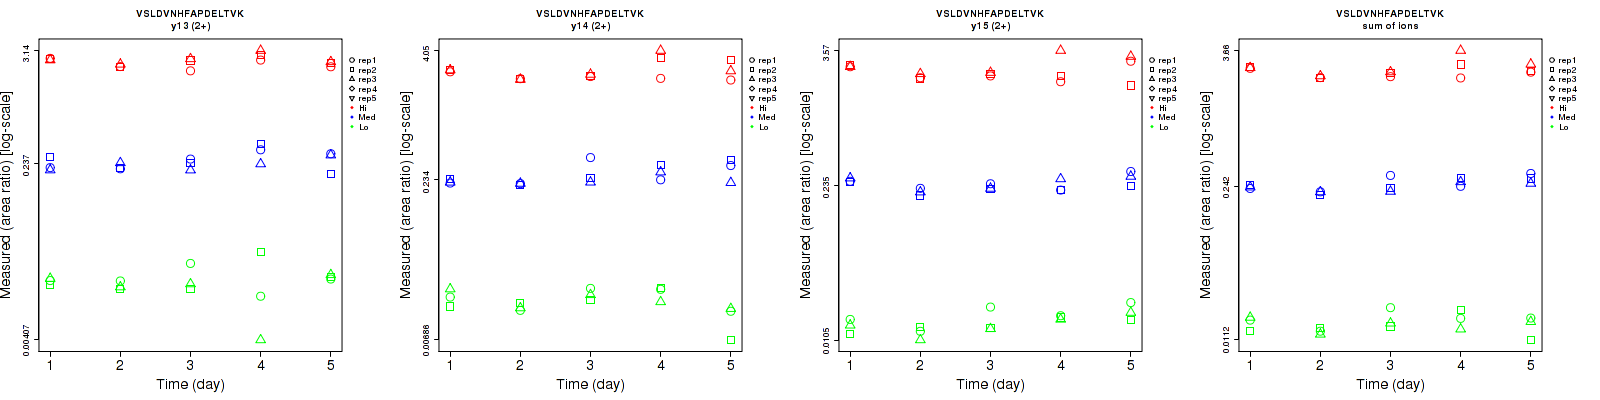 VSLDVNHFAPDELTVK
y13 (2+)
Measured (area ratio) [log-scale]
3.14
0.237
0.00407
1 2 3 4 5
Time (day)
rep1
rep2
rep3
rep4
rep5
Hi
Med
Lo
VSLDVNHFAPDELTVK
y14 (2+)
Measured (area ratio) [log-scale]
4.05
0.234
0.00686
1 2 3 4 5
Time (day)
rep1
rep2
rep3
rep4
rep5
Hi
Med
Lo
VSLDVNHFAPDELTVK
y15 (2+)
Measured (area ratio) [log-scale]
3.57
0.235
0.0105
1 2 3 4 5
Time (day)
rep1
rep2
rep3
rep4
rep5
Hi
Med
Lo
VSLDVNHFAPDELTVK
sum of ions
Measured (area ratio) [log-scale]
3.66
0.242
0.0112
1 2 3 4 5
Time (day)
rep1
rep2
rep3
rep4
rep5
Hi
Med
Lo